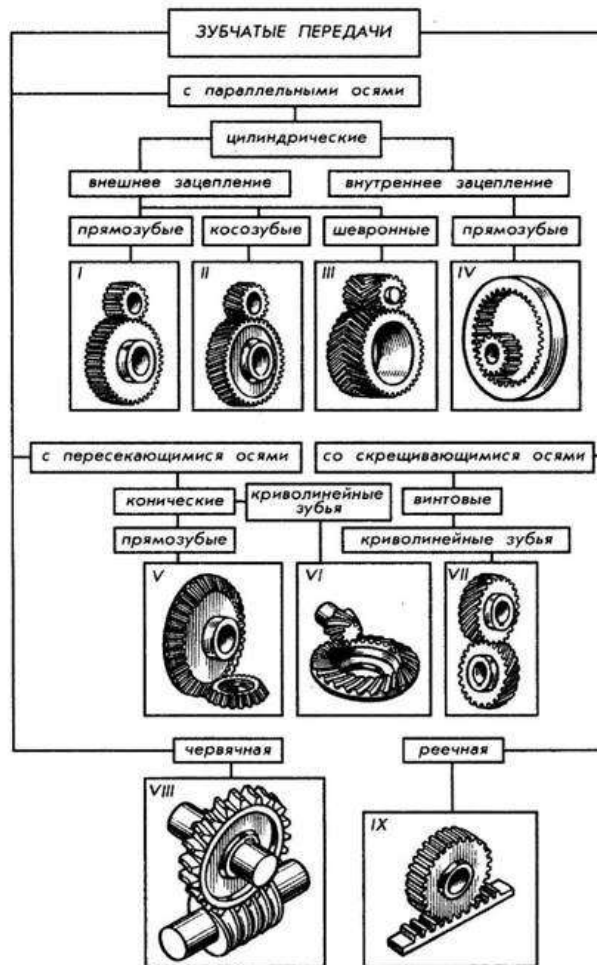 ЗУБЧАТЫЕ ПЕРЕДАЧИ
с параллельными осями
цилиндрические
внешнее зацепление
внутреннее зацепление
прямозубые
косозубые
шевронные
прямозубые
I
II
III
IV
с пересекающимися осями
со скрещивающимися осями
конические
криволинейные
зубья
винтовые
прямозубые
криволинейные зубья
V
VI
VII
червячная
реечная
VIII
IX